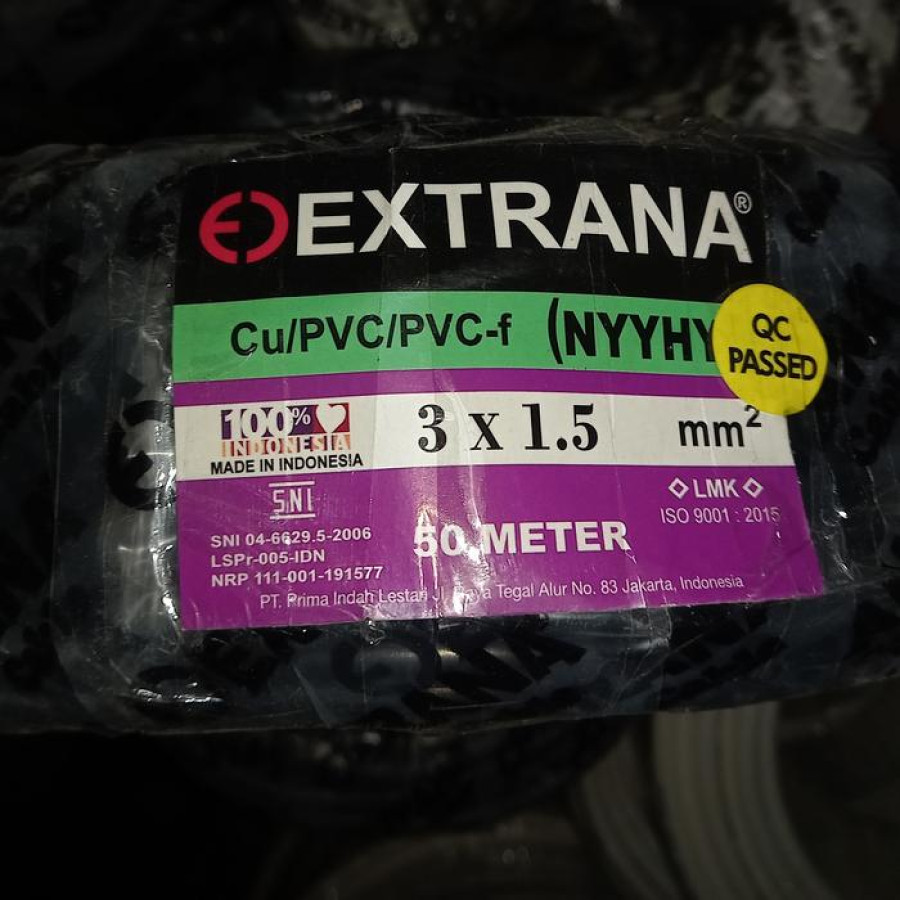 EXTRANA®
Cu/PVC/PVC-f (NYYHY
QC
PASSED
100%
INDONESIA
MADE IN INDONESIA
3 x 1.5 mm²
SNI
LMK
ISO 9001 : 2015
SNI 04-6629.5-2006
LSPr-005-IDN
NRP 111-001-191577
50 METER
PT. Prima Indah Lestari Jl. Raya Tegal Alur No. 83 Jakarta, Indonesia